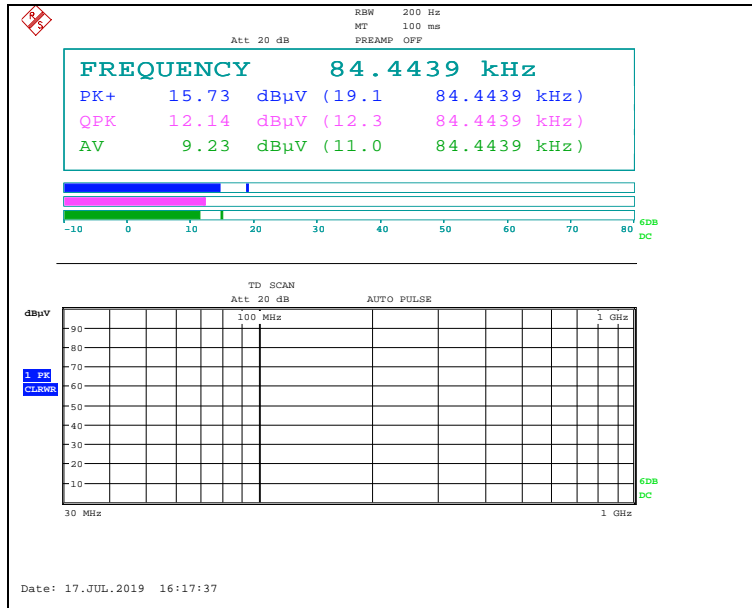 R S
RBW 200 Hz
MT 100 ms
Att 20 dB PREAMP OFF
FREQUENCY 84.4439 kHz
PK+ 15.73 dBµV (19.1 84.4439 kHz)
QPK 12.14 dBµV (12.3 84.4439 kHz)
AV 9.23 dBµV (11.0 84.4439 kHz)
-10 0 10 20 30 40 50 60 70 80
6DB
DC
TD SCAN
Att 20 dB AUTO PULSE
dBµV
100 MHz 1 GHz
90
80
70
1 PK
60
CLRWR
50
40
30
20
10
6DB
DC
30 MHz 1 GHz
Date: 17.JUL.2019 16:17:37